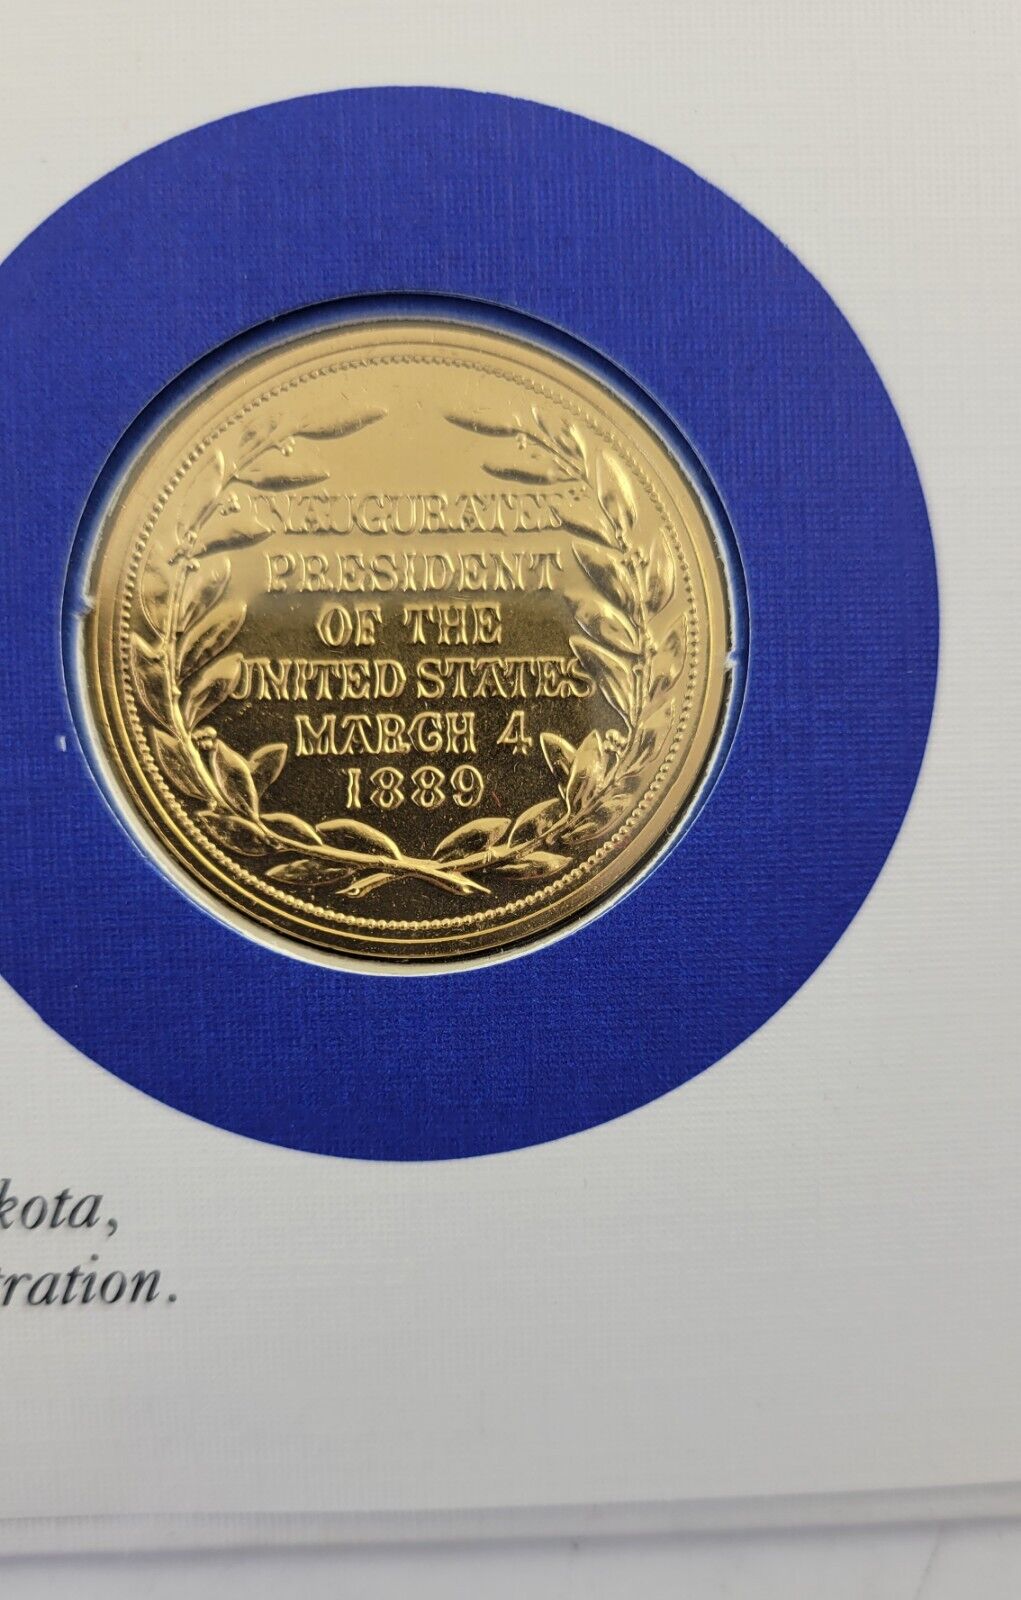 INAUGURATED
PRESIDENT
OF THE
UNITED STATES
MARCH 4
1889
kota,
tration.